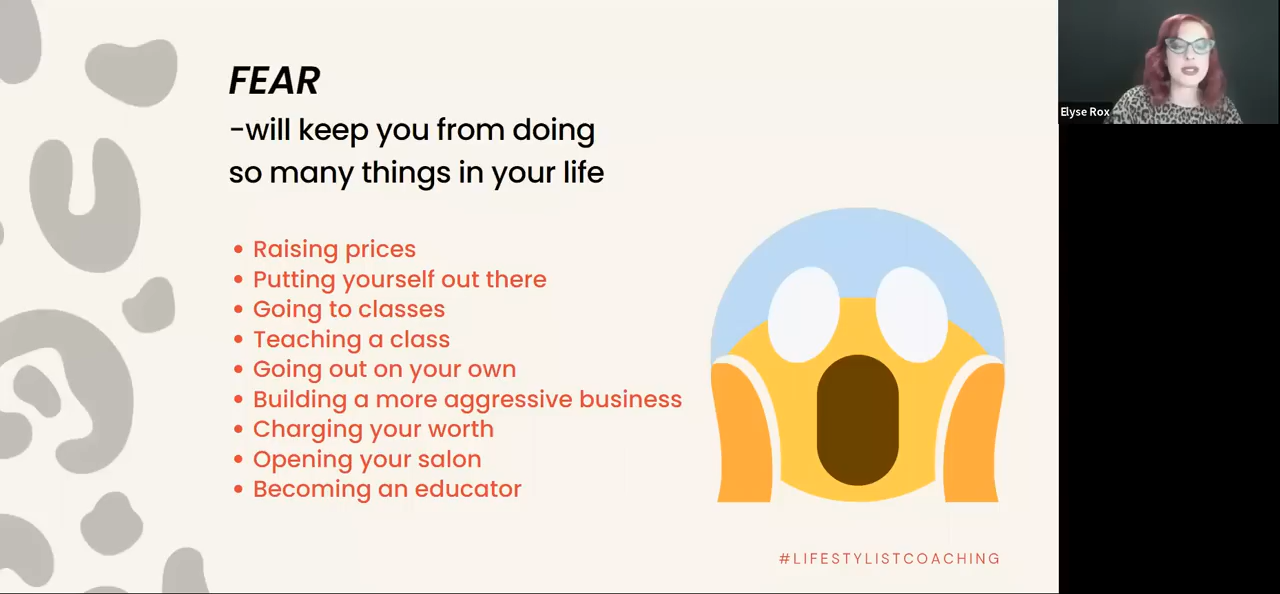 FEAR
-will keep you from doing
so many things in your life
• Raising prices
• Putting yourself out there
• Going to classes
• Teaching a class
• Going out on your own
• Building a more aggressive business
• Charging your worth
• Opening your salon
• Becoming an educator
#LIFESTYLISTCOACHING
Elyse Rox